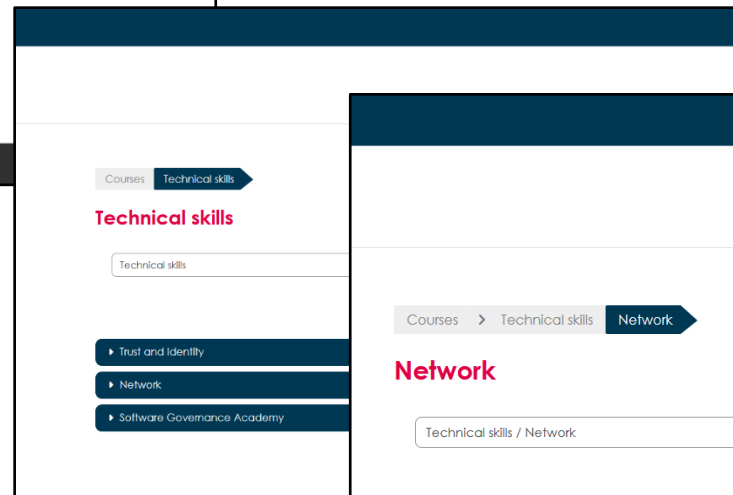 Courses Technical skills
Technical skills
Technical skills
Trust and Identity
Network
Software Governance Academy
Courses > Technical skills Network
Network
Technical skills / Network